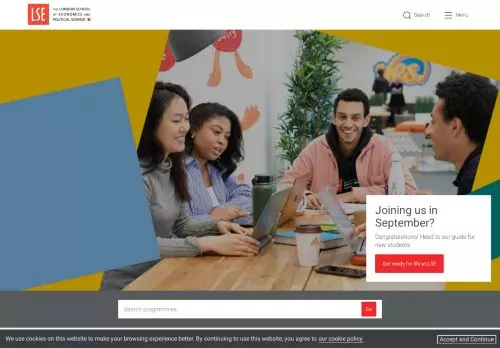 LSE
THE LONDON SCHOOL
OF ECONOMICS AND
POLITICAL SCIENCE
Search
Menu
Joining us in
September?
Congratulations! Head to our guide for
new students
Get ready for life at LSE
Search programmes
Go
We use cookies on this website to make your browsing experience better. By continuing to use this website, you agree to our cookie policy.
Accept and Continue